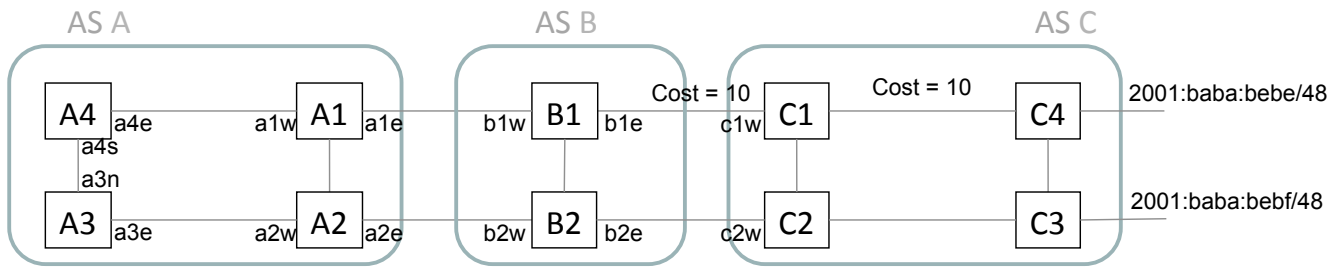 AS A
AS B
AS C
A4
a4e
a1w
A1
a1e
b1w
B1
b1e
Cost = 10
c1w
C1
Cost = 10
C4
2001:baba:bebe/48
a4s
a3n
A3
a3e
a2w
A2
a2e
b2w
B2
b2e
c2w
C2
C3
2001:baba:bebf/48